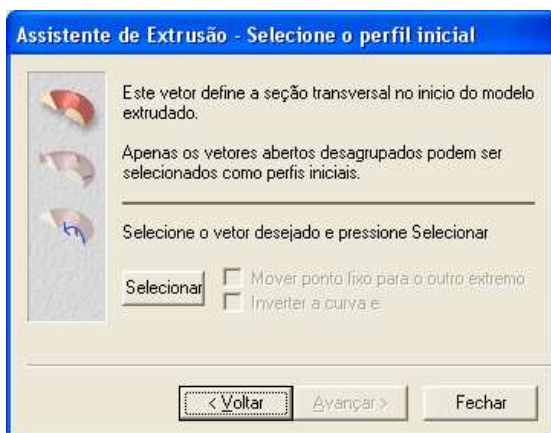 Assistente de Extrusão - Selecione o perfil inicial
Este vetor define a seção transversal no inicio do modelo
extrudado.
Apenas os vetores abertos desagrupados podem ser
selecionados como perfis iniciais.
Selecione o vetor desejado e pressione Selecionar
Selecionar
Mover ponto fixo para o outro extremo
Inverter a curva e
< Voltar
Avançar >
Fechar